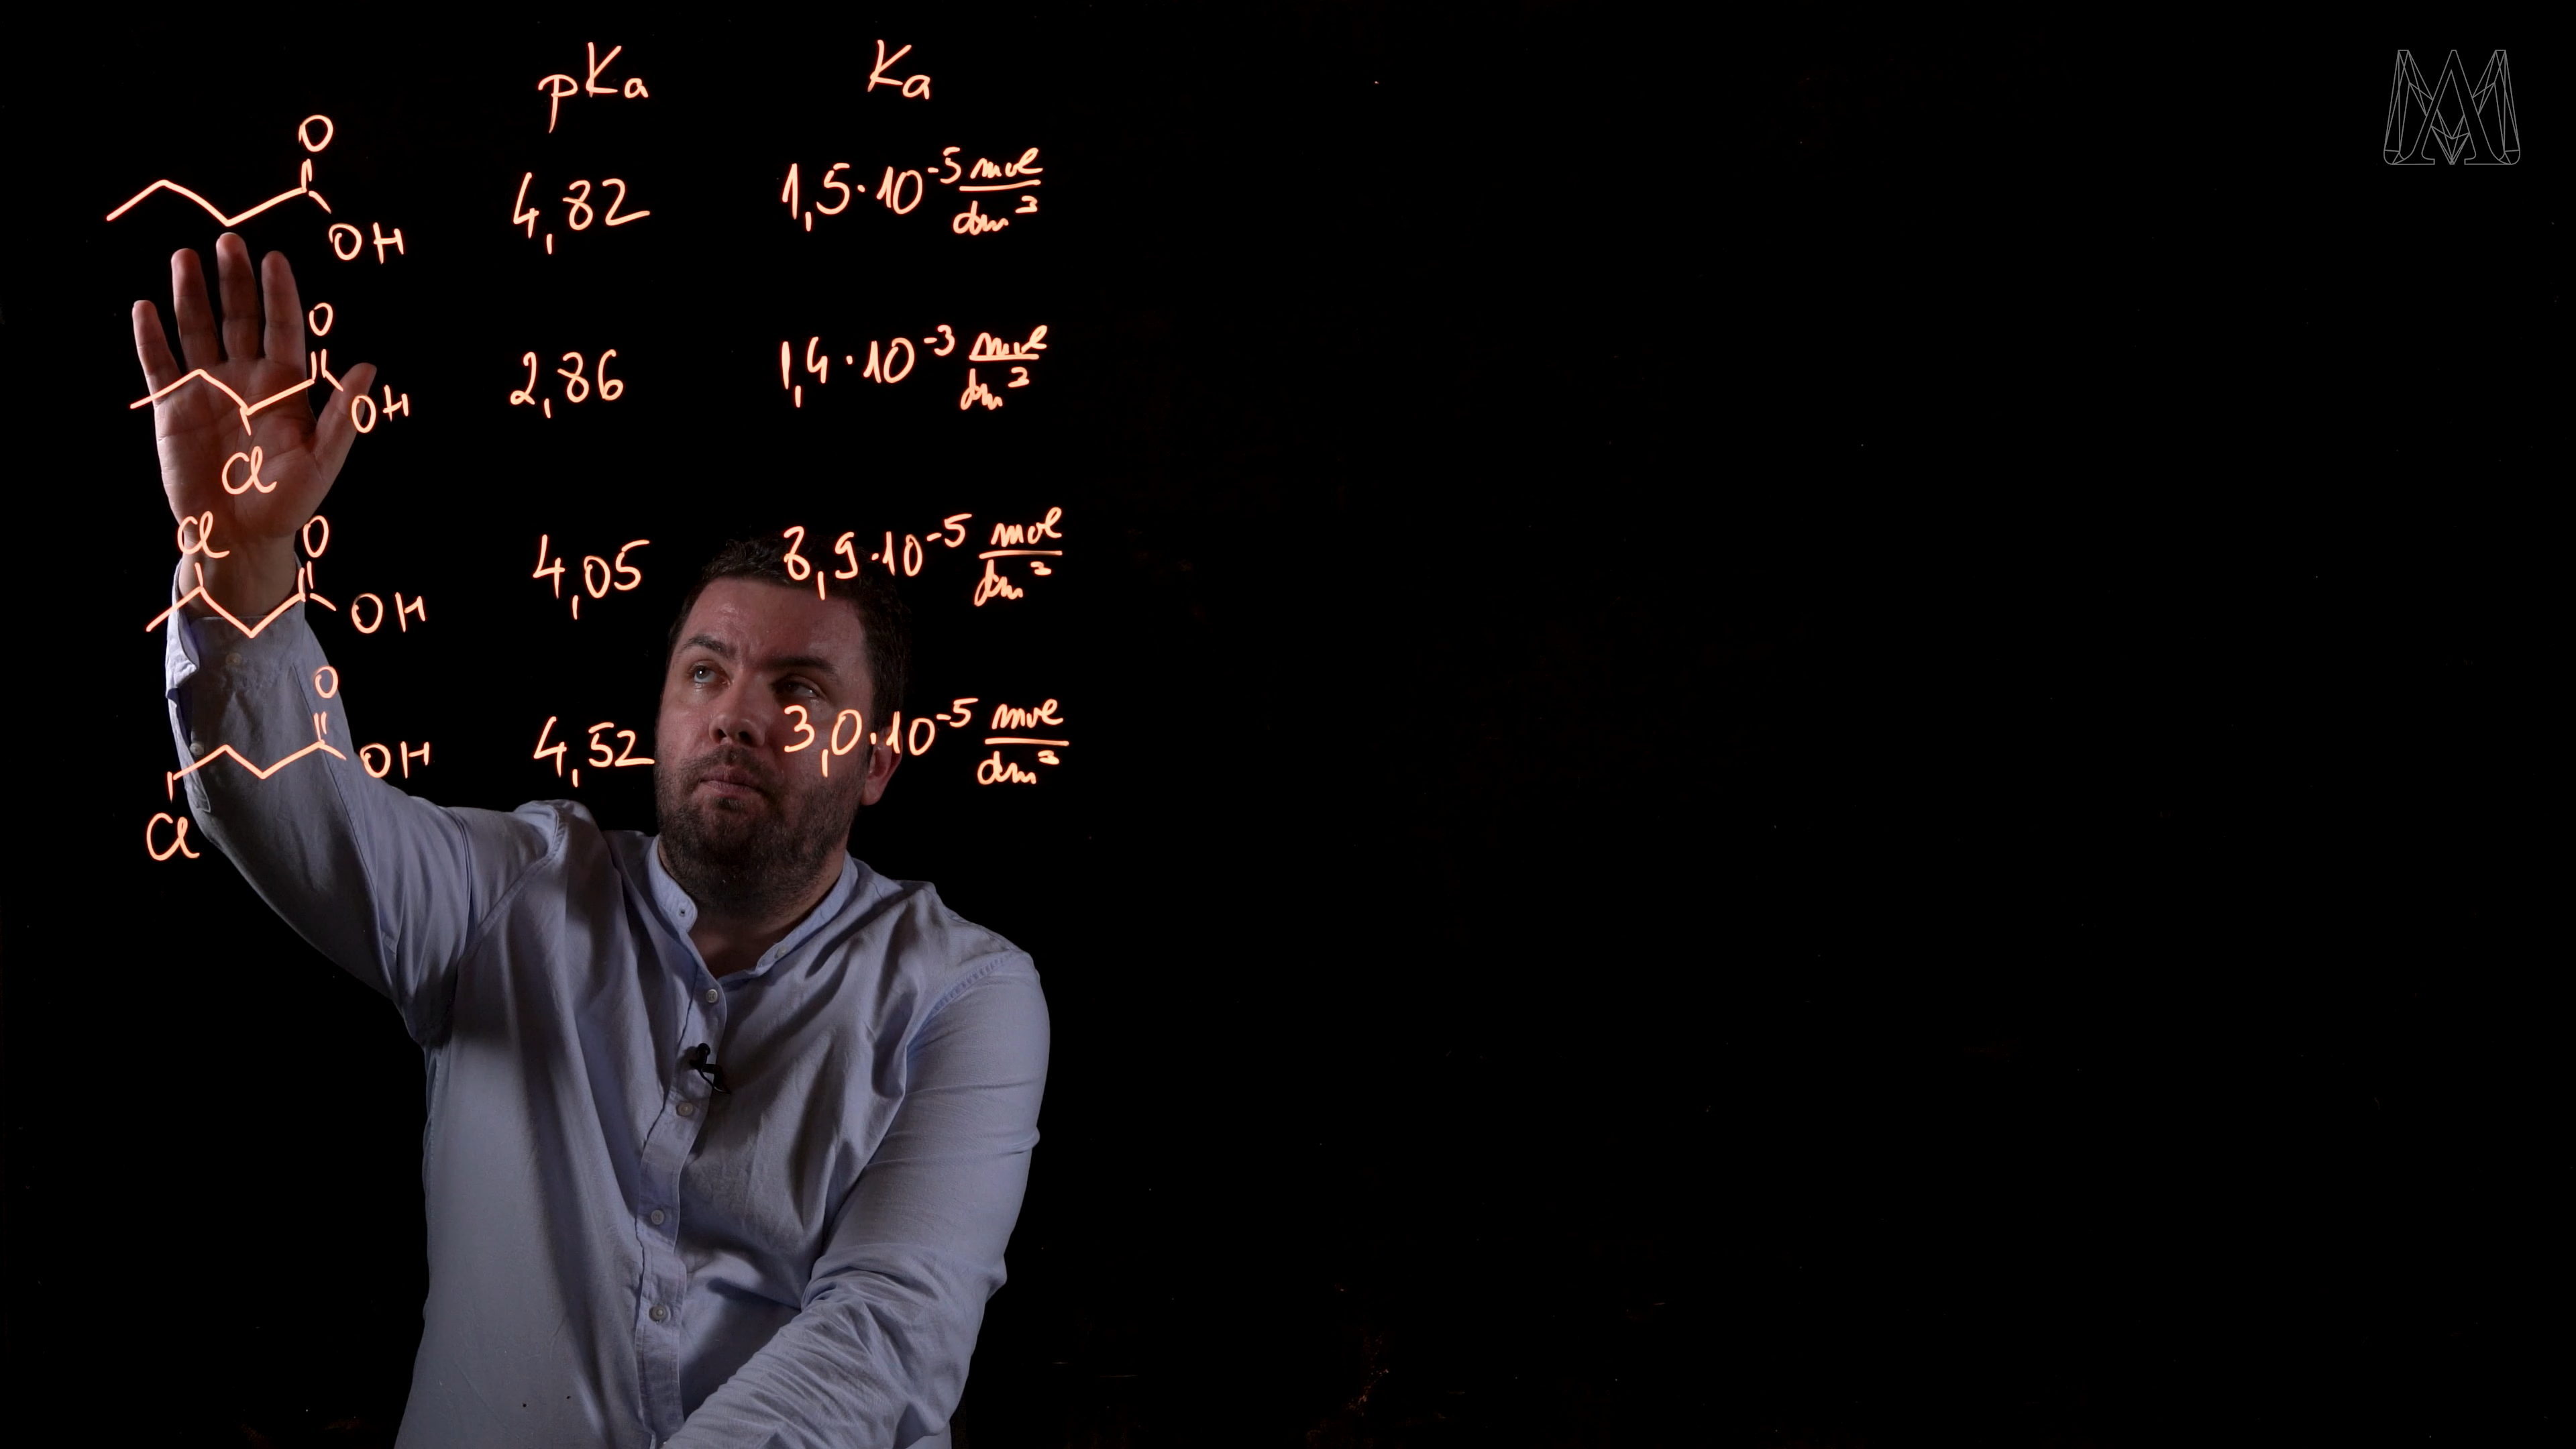 pKa Ka
O
OH 4,82 1,5·10⁻⁵ mol/dm³
O
OH 2,86 1,4·10⁻³ mol/dm³
Cl
Cl O
OH 4,05 8,9·10⁻⁵ mol/dm³
O
OH 4,52 3,0·10⁻⁵ mol/dm³
Cl